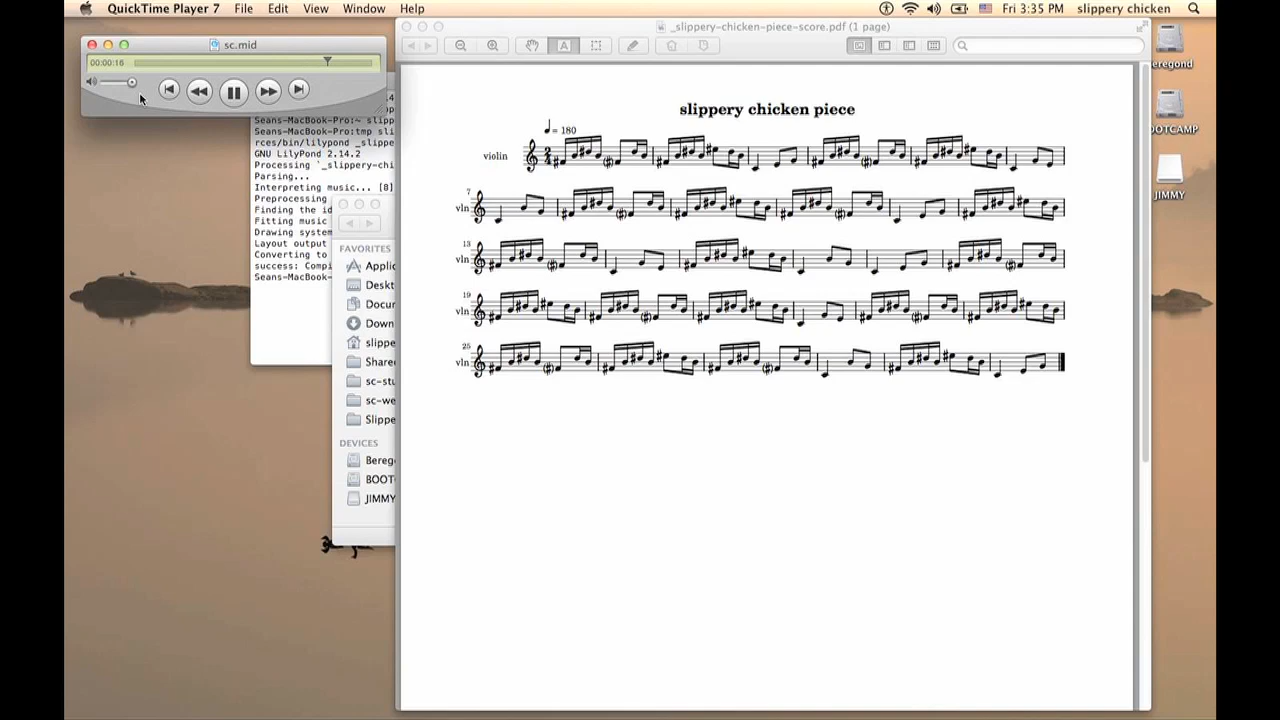 QuickTime Player 7 File Edit View Window Help Fri 3:35 PM slippery chicken
_slippery-chicken-piece-score.pdf (1 page)
sc.mid
00:00:16
Seans-MacBook-Pro:~ slipp
Seans-MacBook-Pro:tmp sli
rces/bin/lilypond _slippe
GNU LilyPond 2.14.2
Processing `_slippery-chi
Parsing...
Interpreting music... [8]
Preprocessing
Finding the id
Fitting music
Drawing system
Layout output
Converting to
success: Compi
Seans-MacBook-
FAVORITES
Applic
Deskt
Docur
Down
slippe
Share
sc-stu
sc-we
Slippe
DEVICES
Bereg
BOOT
JIMMY
slippery chicken piece
= 180
violin
2
4
7
vln
13
vln
19
vln
25
vln
eregond
OOTCAMP
JIMMY